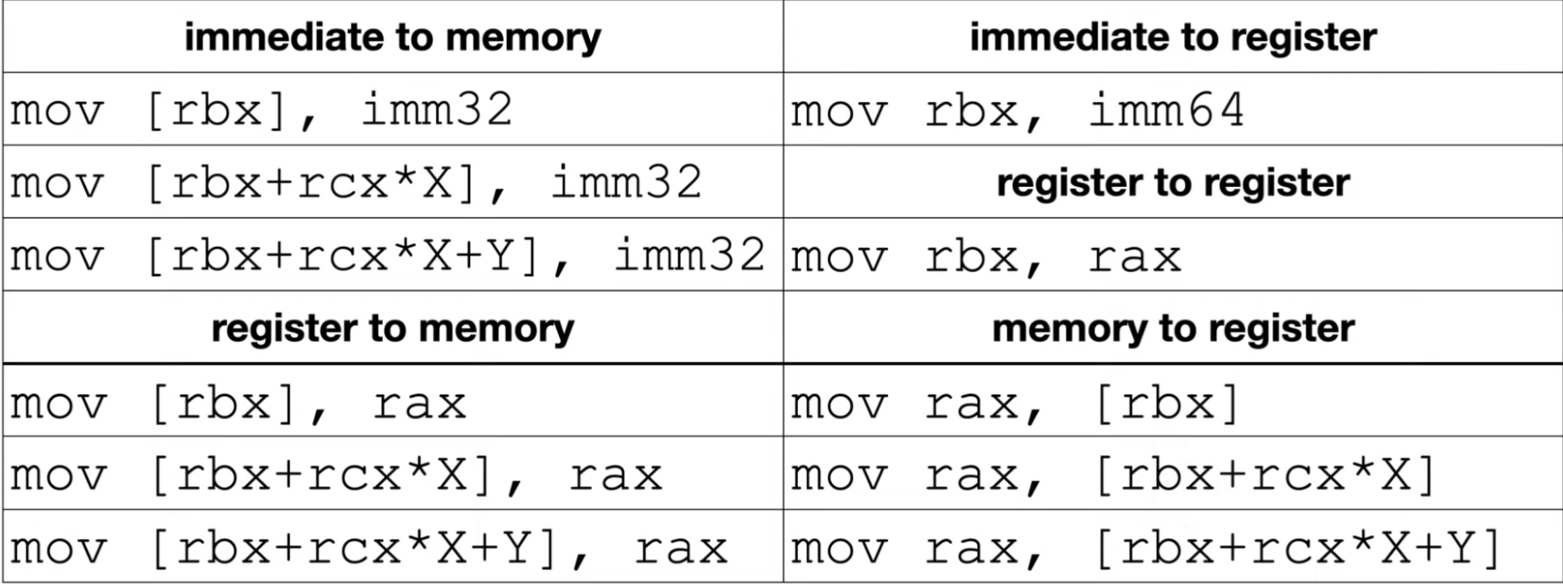 immediate to memory
immediate to register
mov [rbx], imm32
mov rbx, imm64
mov [rbx+rcx*X], imm32
register to register
mov [rbx+rcx*X+Y], imm32
mov rbx, rax
register to memory
memory to register
mov [rbx], rax
mov rax, [rbx]
mov [rbx+rcx*X], rax
mov rax, [rbx+rcx*X]
mov [rbx+rcx*X+Y], rax
mov rax, [rbx+rcx*X+Y]